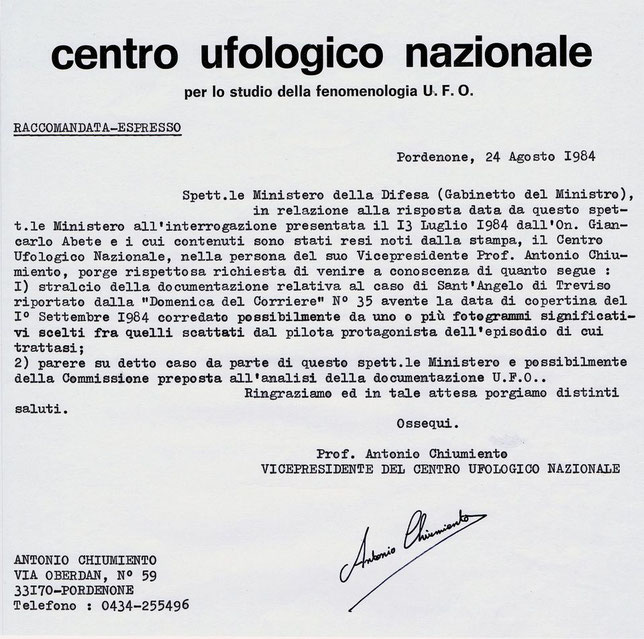 centro ufologico nazionale
per lo studio della fenomenologia U. F. O.
RACCOMANDATA-ESPRESSO
Pordenone, 24 Agosto I984
Spett.le Ministero della Difesa (Gabinetto del Ministro),
in relazione alla risposta data da questo spet-
t.le Ministero all'interrogazione presentata il I3 Luglio I984 dall'On. Gian-
carlo Abete e i cui contenuti sono stati resi noti dalla stampa, il Centro
Ufologico Nazionale, nella persona del suo Vicepresidente Prof. Antonio Chiu-
miento, porge rispettosa richiesta di venire a conoscenza di quanto segue :
I) stralcio della documentazione relativa al caso di Sant'Angelo di Treviso
riportato dalla "Domenica del Corriere" Nº 35 avente la data di copertina del
Iº Settembre I984 corredato possibilmente da uno o più fotogrammi significati-
vi scelti fra quelli scattati dal pilota protagonista dell'episodio di cui
trattasi;
2) parere su detto caso da parte di questo spett.le Ministero e possibilmente
della Commissione preposta all'analisi della documentazione U.F.O..
Ringraziamo ed in tale attesa porgiamo distinti
saluti.
Ossequi.
Prof. Antonio Chiumiento
VICEPRESIDENTE DEL CENTRO UFOLOGICO NAZIONALE
Antonio Chiumiento
ANTONIO CHIUMIENTO
VIA OBERDAN, Nº 59
33I70-PORDENONE
Telefono : 0434-255496